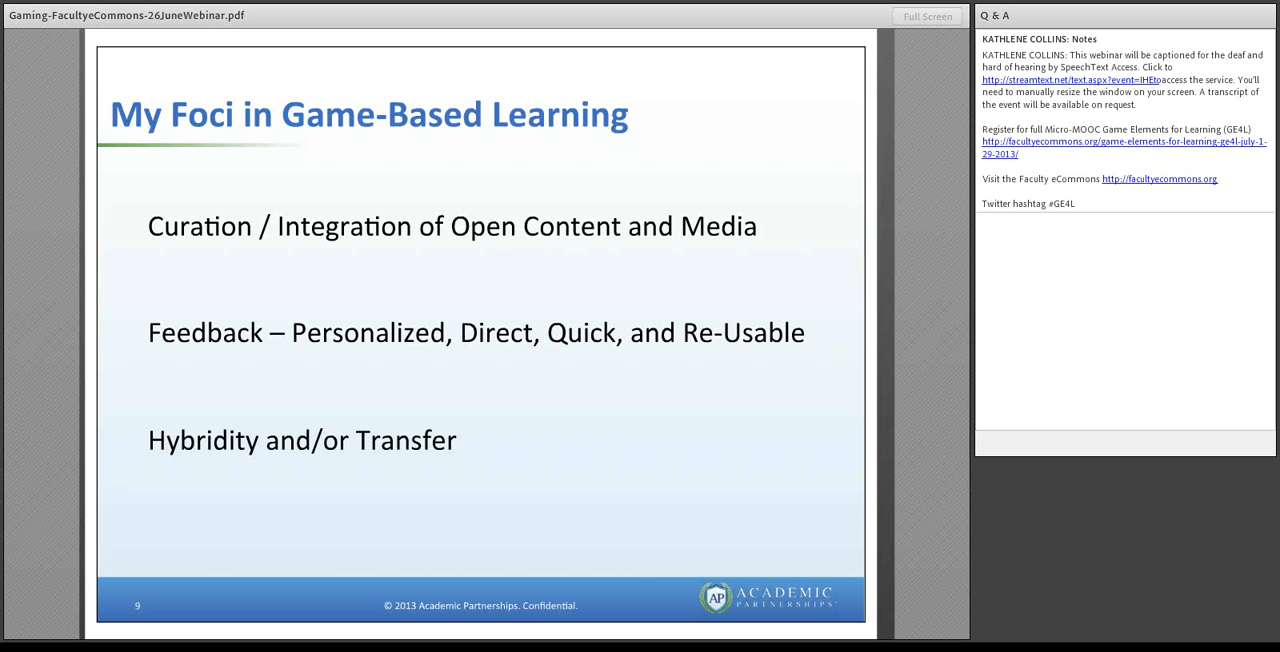 Gaming-FacultyeCommons-26JuneWebinar.pdf
Full Screen
My Foci in Game-Based Learning
Curation / Integration of Open Content and Media
Feedback – Personalized, Direct, Quick, and Re-Usable
Hybridity and/or Transfer
9
© 2013 Academic Partnerships. Confidential.
AP
ACADEMIC
PARTNERSHIPS
Q & A
KATHLENE COLLINS: Notes
KATHLENE COLLINS: This webinar will be captioned for the deaf and
hard of hearing by SpeechText Access. Click to
http://streamtext.net/text.aspx?event=IHEtoaccess the service. You'll
need to manually resize the window on your screen. A transcript of
the event will be available on request.
Register for full Micro-MOOC Game Elements for Learning (GE4L)
http://facultyecommons.org/game-elements-for-learning-ge4l-july-1-
29-2013/
Visit the Faculty eCommons http://facultyecommons.org
Twitter hashtag #GE4L